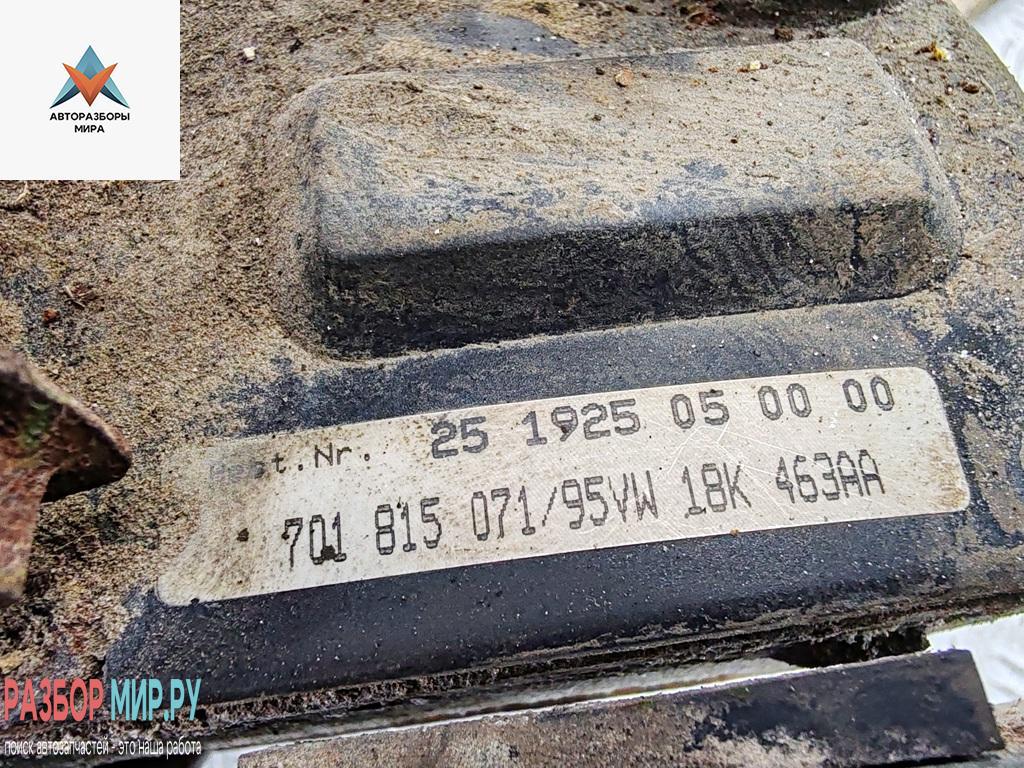 АВТОРАЗБОРЫ
МИРА
Best.Nr. 25 1925 05 00 00
701 815 071/95VW 18K 463AA
РАЗБОР МИР.РУ
поиск автозапчастей - это наша работа